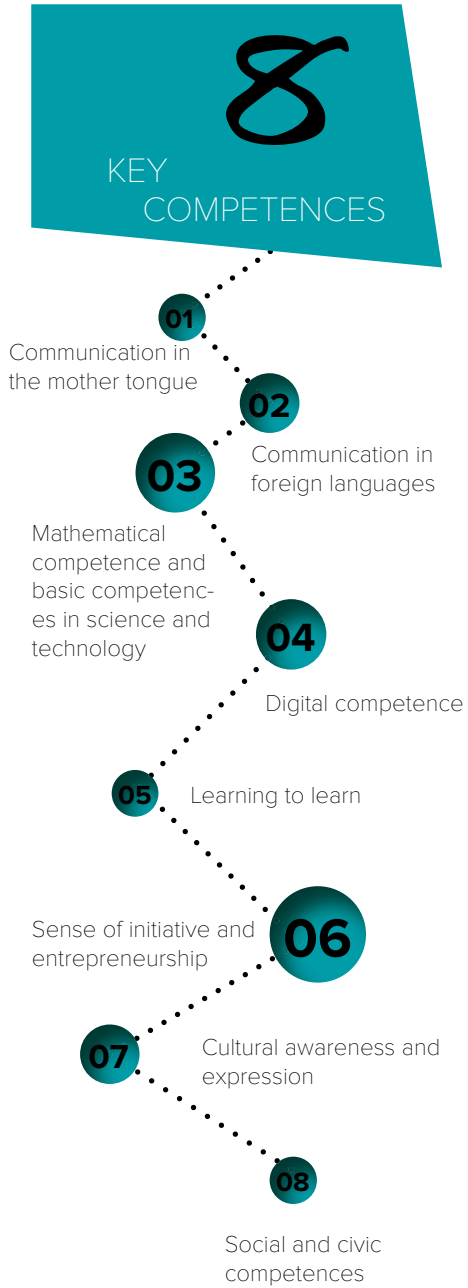 8
KEY
COMPETENCES
01
Communication in
the mother tongue
02
Communication in
foreign languages
03
Mathematical
competence and
basic competenc-
es in science and
technology
04
Digital competence
05
Learning to learn
06
Sense of initiative and
entrepreneurship
07
Cultural awareness and
expression
08
Social and civic
competences